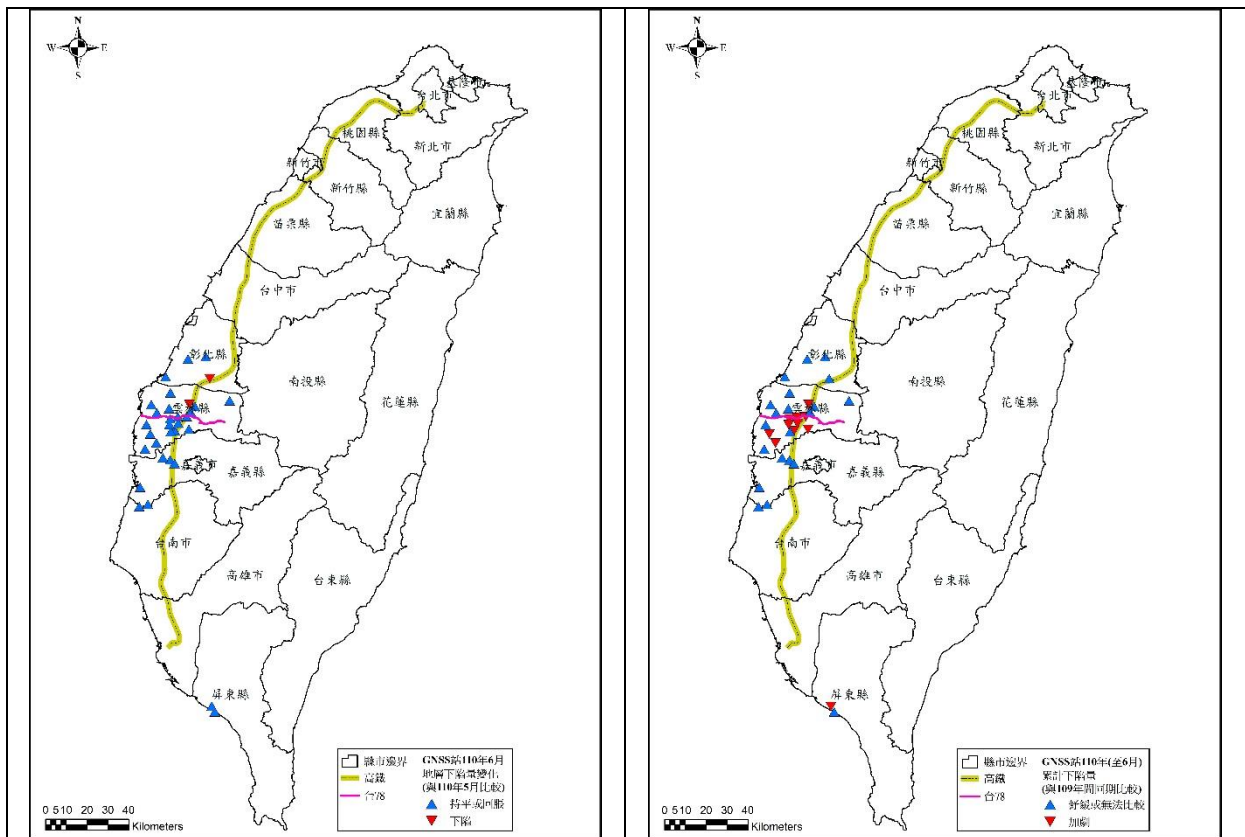 N
W E
S
基隆市
台北市
桃園縣
新北市
新竹市
新竹縣
宜蘭縣
苗栗縣
台中市
彰化縣
南投縣
花蓮縣
雲林縣
嘉義市
嘉義縣
台南市
高雄市
台東縣
屏東縣
縣市邊界
高鐵
台78
GNSS站110年6月
地層下陷量變化
(與110年5月比較)
持平或回脹
下陷
0 5 10 20 30 40
Kilometers
N
W E
S
基隆市
台北市
桃園縣
新北市
新竹市
新竹縣
宜蘭縣
苗栗縣
台中市
彰化縣
南投縣
花蓮縣
雲林縣
嘉義市
嘉義縣
台南市
高雄市
台東縣
屏東縣
縣市邊界
高鐵
台78
GNSS站110年(至6月)
累計下陷量
(與109年間同期比較)
舒緩或無法比較
加劇
0 5 10 20 30 40
Kilometers